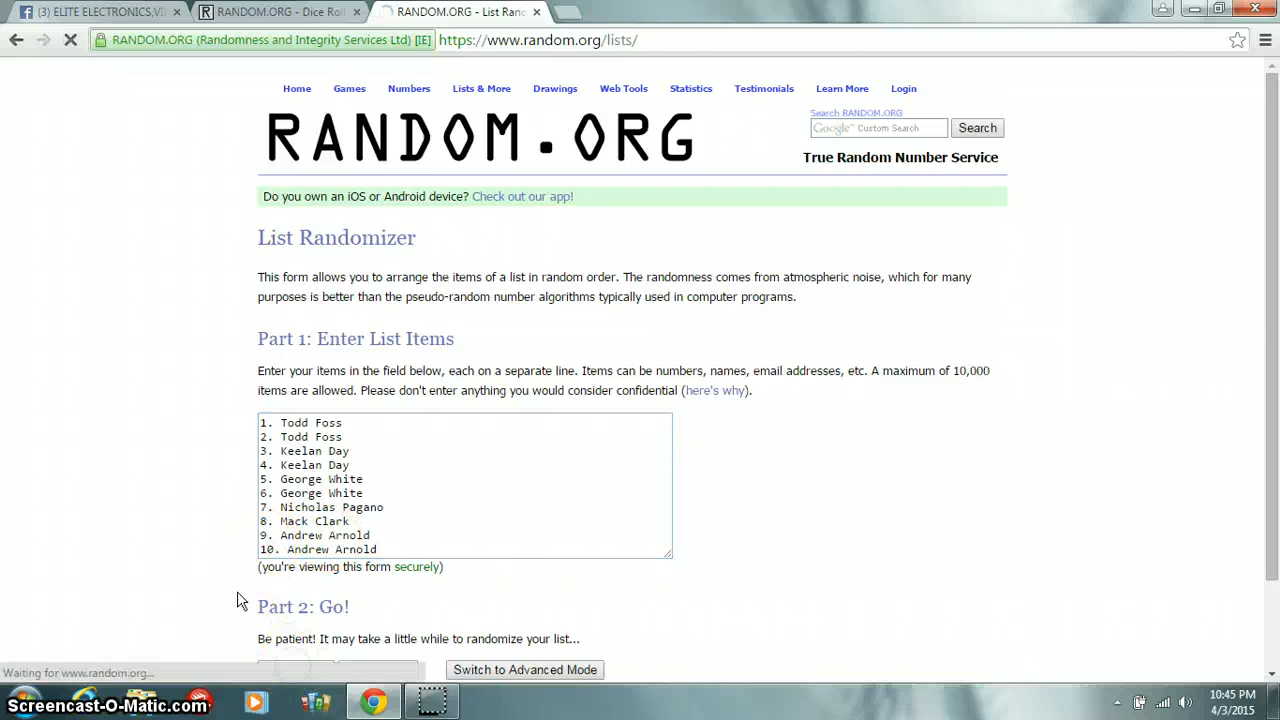 (3) ELITE ELECTRONICS,VI
RANDOM.ORG - Dice Rol
RANDOM.ORG - List Ran
RANDOM.ORG (Randomness and Integrity Services Ltd) [IE]
https://www.random.org/lists/
Home Games Numbers Lists & More Drawings Web Tools Statistics Testimonials Learn More Login
RANDOM.ORG
Search RANDOM.ORG
Google™ Custom Search
Search
True Random Number Service
Do you own an iOS or Android device? Check out our app!
List Randomizer
This form allows you to arrange the items of a list in random order. The randomness comes from atmospheric noise, which for many
purposes is better than the pseudo-random number algorithms typically used in computer programs.
Part 1: Enter List Items
Enter your items in the field below, each on a separate line. Items can be numbers, names, email addresses, etc. A maximum of 10,000
items are allowed. Please don't enter anything you would consider confidential (here's why).
1. Todd Foss
2. Todd Foss
3. Keelan Day
4. Keelan Day
5. George White
6. George White
7. Nicholas Pagano
8. Mack Clark
9. Andrew Arnold
10. Andrew Arnold
(you're viewing this form securely)
Part 2: Go!
Be patient! It may take a little while to randomize your list...
Switch to Advanced Mode
Waiting for www.random.org...
Screencast-O-Matic.com
10:45 PM
4/3/2015